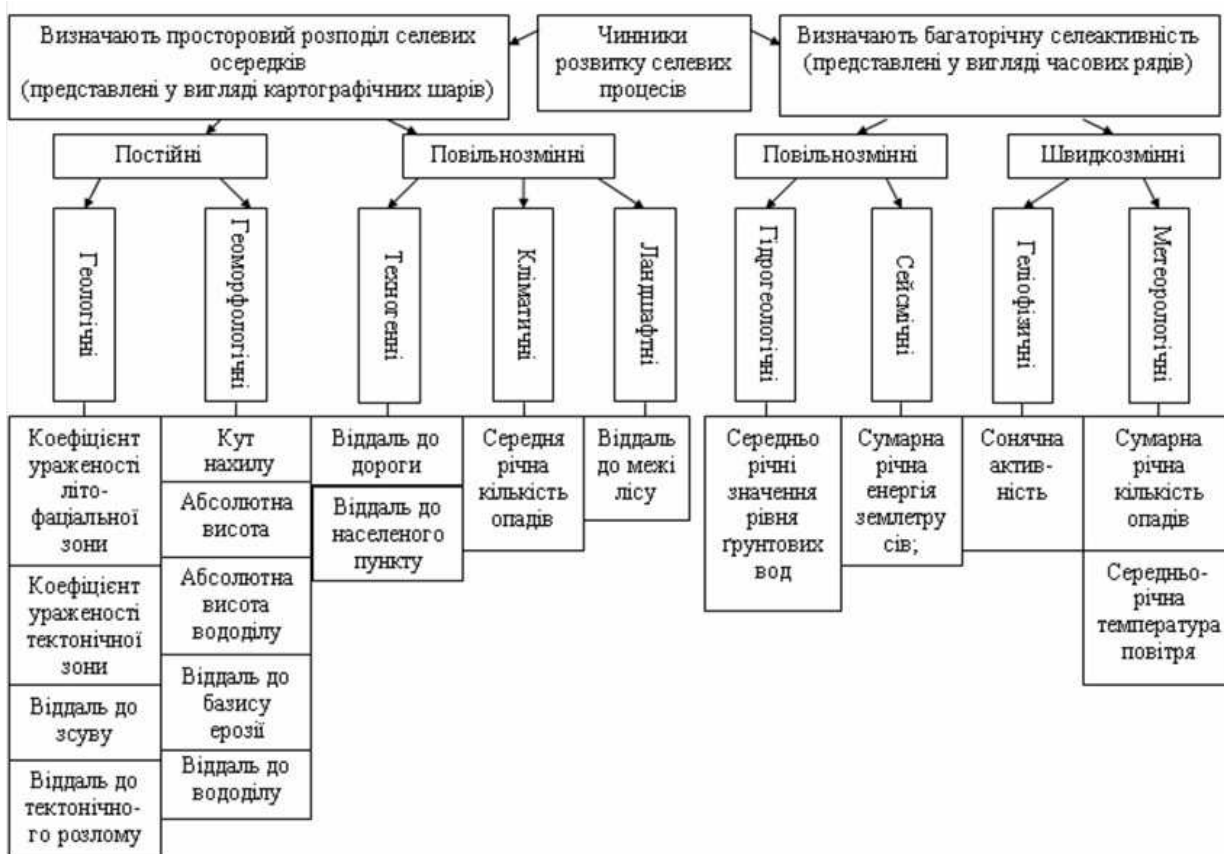 Визначають просторовий розподіл селевих
осередків
(представлені у вигляді картографічних шарів)
Чинники
розвитку селевих
процесів
Визначають багаторічну селеактивність
(представлені у вигляді часових рядів)
Постійні
Повільнозмінні
Повільнозмінні
Швидкозмінні
Геологічні
Геоморфологічні
Техногенні
Кліматичні
Ландшафтні
Гідрогеологічні
Сейсмічні
Геліофізичні
Метеорологічні
Коефіцієнт
ураженості
літо-
фаціальної
зони
Коефіцієнт
ураженості
тектонічної
зони
Віддаль до
зсуву
Віддаль до
тектонічно-
го розлому
Кут
нахилу
Абсолютна
висота
Абсолютна
висота
вододілу
Віддаль до
базису
ерозії
Віддаль до
вододілу
Віддаль до
дороги
Віддаль до
населеного
пункту
Середня
річна
кількість
опадів
Віддаль
до межі
лісу
Середньо
річні
значення
рівня
ґрунтових
вод
Сумарна
річна
енергія
землетру
сів;
Сонячна
актив-
ність
Сумарна
річна
кількість
опадів
Середньо-
річна
температура
повітря